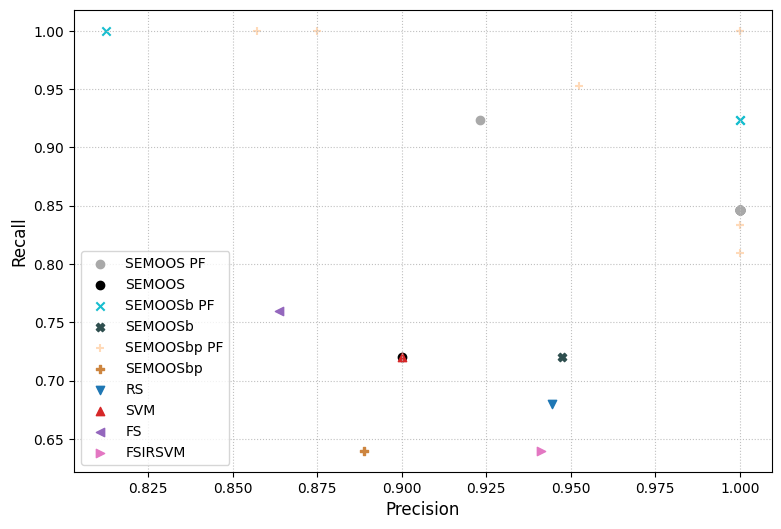 1.00
0.95
0.90
0.85
0.80
0.75
0.70
0.65
Recall
SEMOOS PF
SEMOOS
SEMOOSb PF
SEMOOSb
SEMOOSbp PF
SEMOOSbp
RS
SVM
FS
FSIRSVM
0.825 0.850 0.875 0.900 0.925 0.950 0.975 1.000
Precision